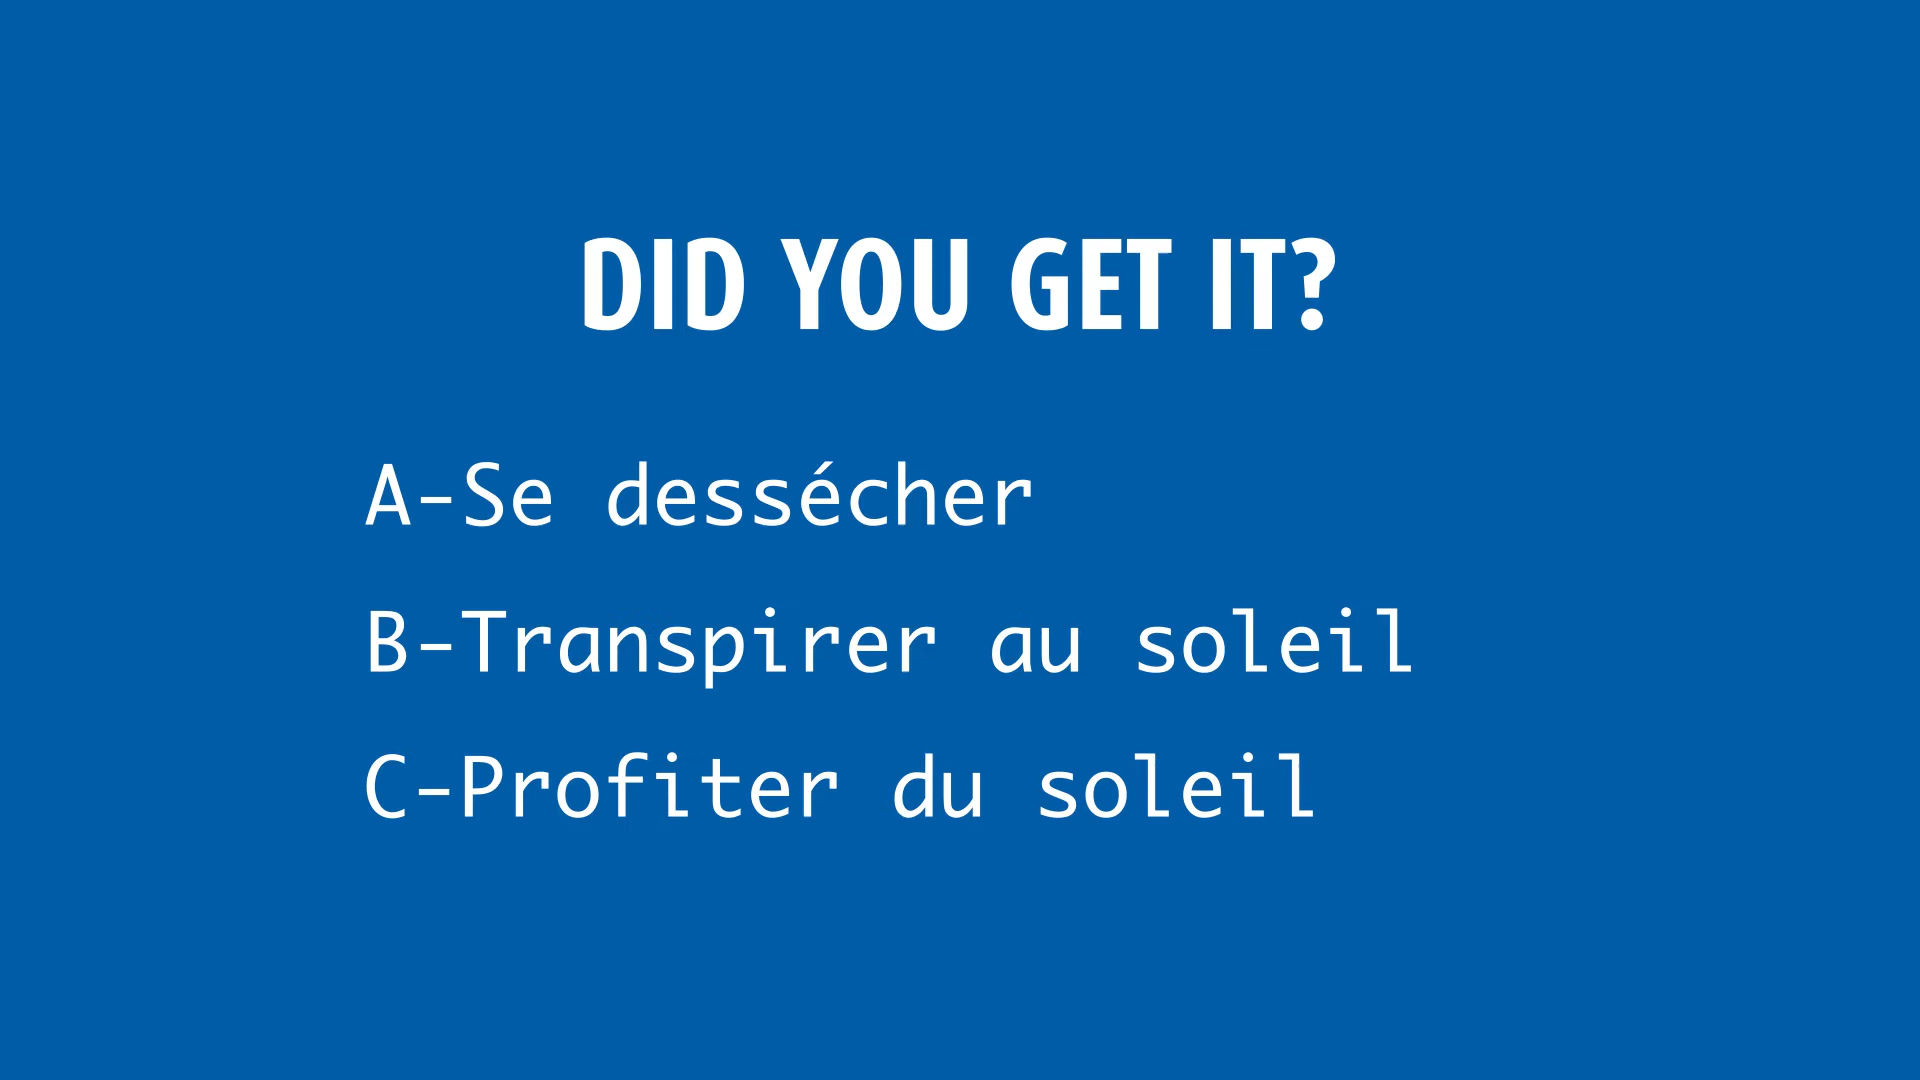 DID YOU GET IT?
A-Se dessécher
B-Transpirer au soleil
C-Profiter du soleil